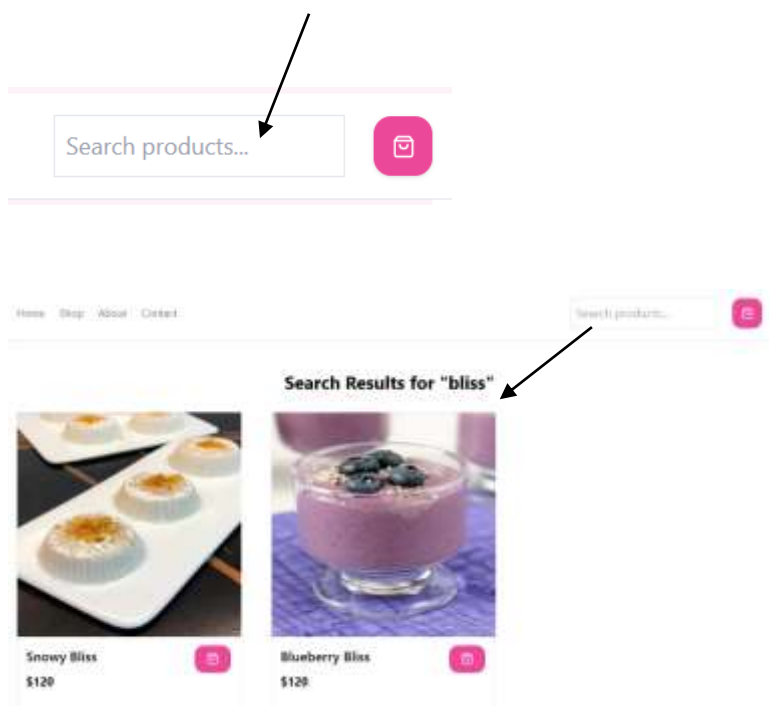 Search products...
Home Shop About Contact
Search products...
Search Results for "bliss"
Snowy Bliss
$120
Blueberry Bliss
$120